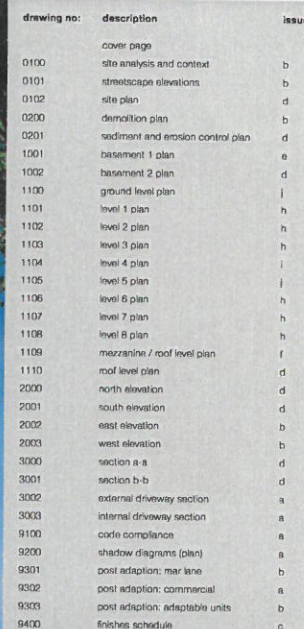 drawing no: description issue
cover page
0100 site analysis and context b
0101 streetscape elevations b
0102 site plan d
0200 demolition plan b
0201 sediment and erosion control plan d
1001 basement 1 plan e
1002 basement 2 plan d
1100 ground level plan j
1101 level 1 plan h
1102 level 2 plan h
1103 level 3 plan h
1104 level 4 plan i
1105 level 5 plan
1106 level 6 plan h
1107 level 7 plan h
1108 level 8 plan h
1109 mezzanine / roof level plan f
1110 roof level plan d
2000 north elevation d
2001 south elevation d
2002 east elevation b
2003 west elevation b
3000 section a-a d
3001 section b-b d
3002 external driveway section a
3003 internal driveway section a
9100 code compliance a
9200 shadow diagrams (plan) a
9301 post adaption: mar lane b
9302 post adaption: commercial a
9303 post adaption: adaptable units b
9400 finishes schedule c